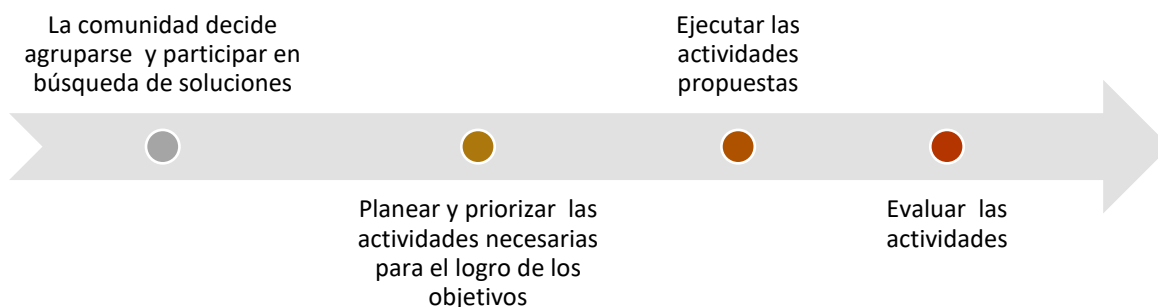 La comunidad decide
agruparse y participar en
búsqueda de soluciones
Planear y priorizar las
actividades necesarias
para el logro de los
objetivos
Ejecutar las
actividades
propuestas
Evaluar las
actividades